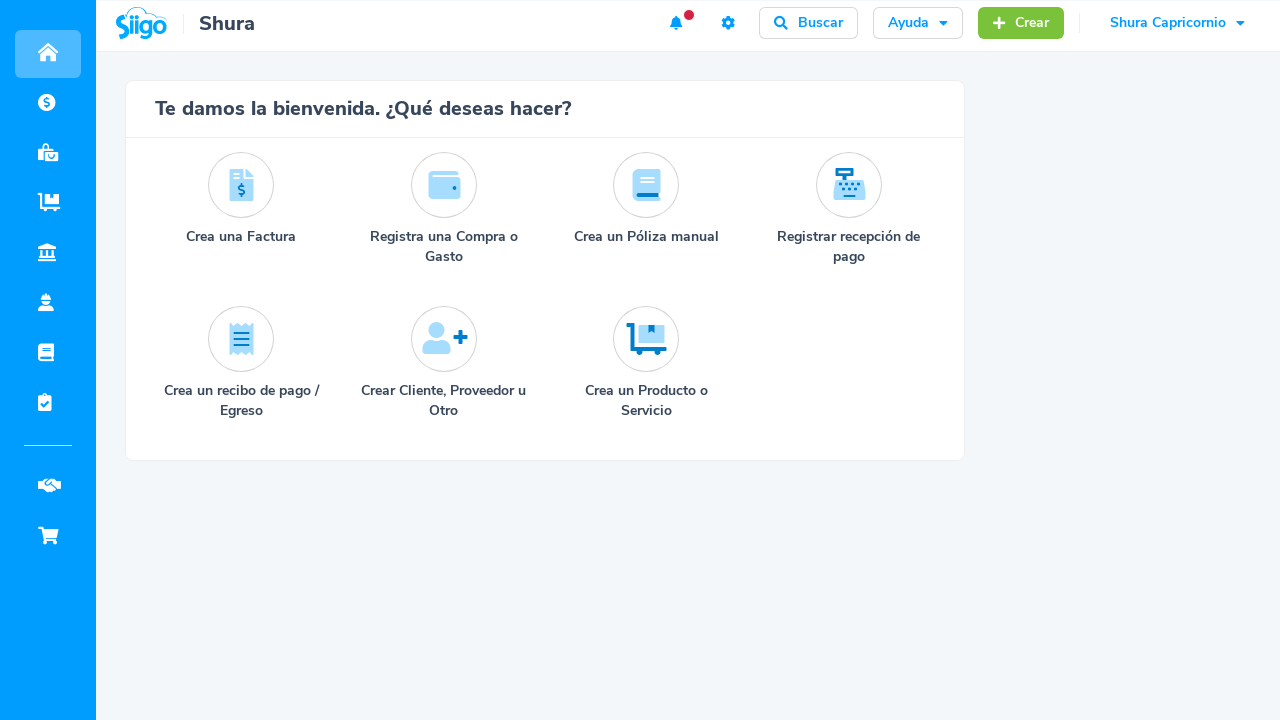 Siigo
Shura
Buscar
Ayuda
Crear
Shura Capricornio
Te damos la bienvenida. ¿Qué deseas hacer?
Crea una Factura
Registra una Compra o
Gasto
Crea un Póliza manual
Registrar recepción de
pago
Crea un recibo de pago /
Egreso
Crear Cliente, Proveedor u
Otro
Crea un Producto o
Servicio